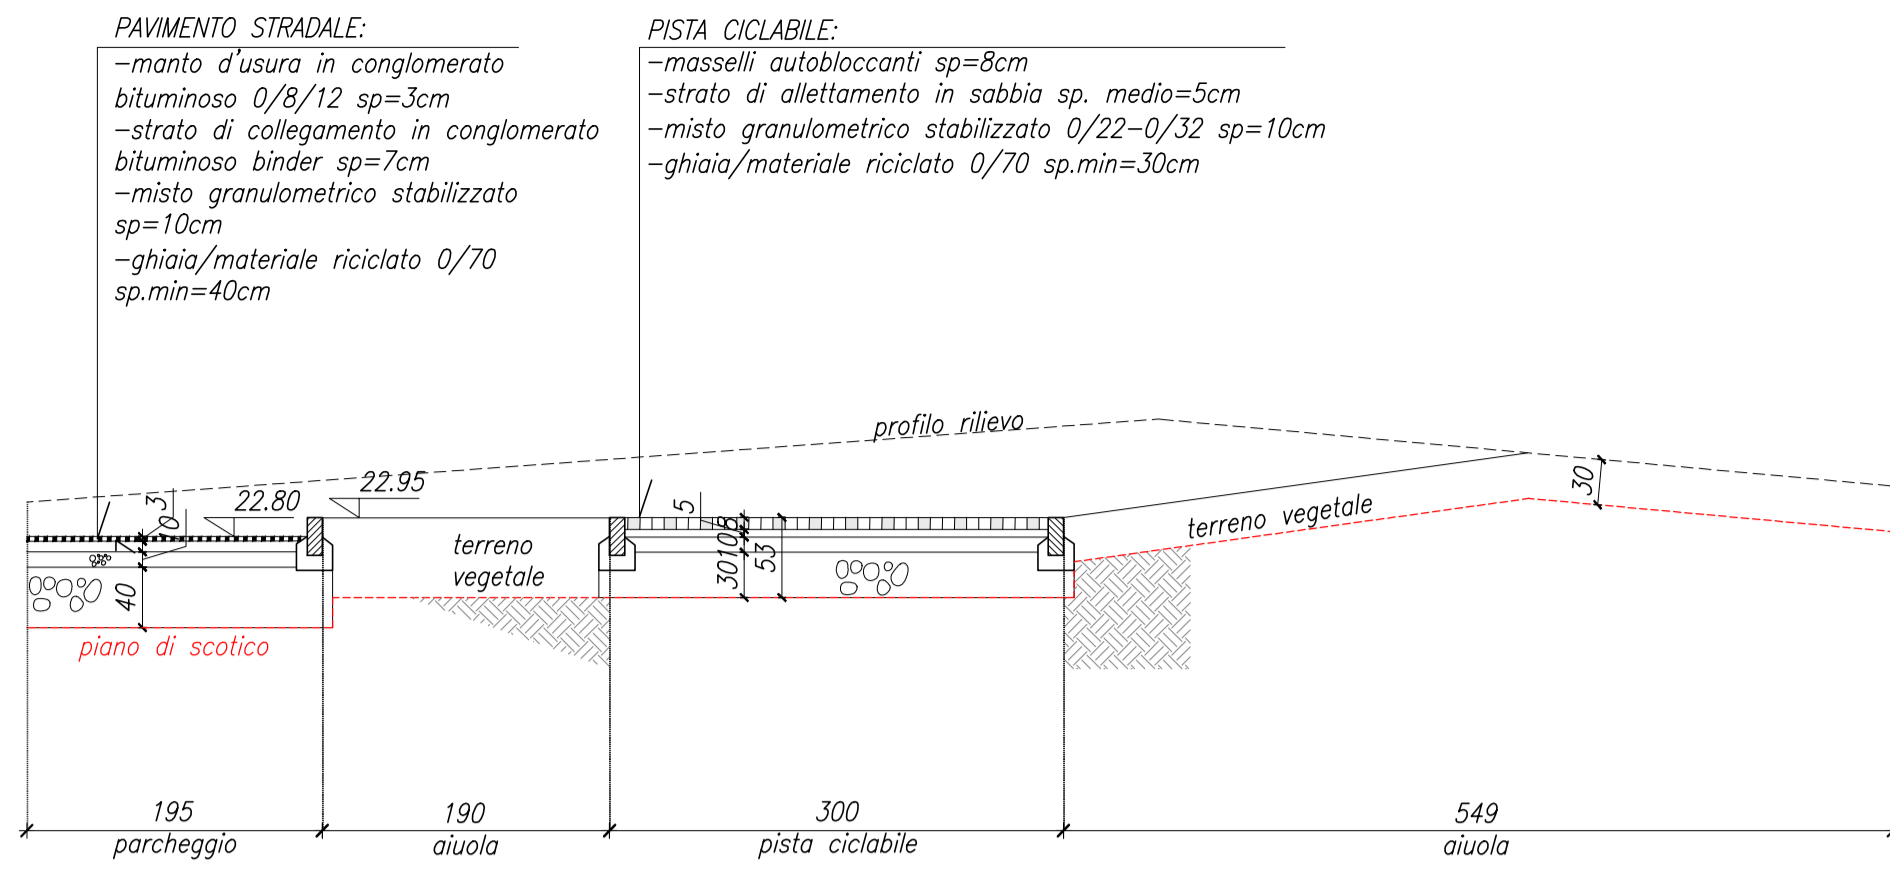 PAVIMENTO STRADALE:
-manto d'usura in conglomerato
bituminoso 0/8/12 sp=3cm
-strato di collegamento in conglomerato
bituminoso binder sp=7cm
-misto granulometrico stabilizzato
sp=10cm
-ghiaia/materiale riciclato 0/70
sp.min=40cm
PISTA CICLABILE:
-masselli autobloccanti sp=8cm
-strato di allettamento in sabbia sp. medio=5cm
-misto granulometrico stabilizzato 0/22-0/32 sp=10cm
-ghiaia/materiale riciclato 0/70 sp.min=30cm
profilo rilievo
22.95
22.80
3
10
40
5
8
10
30
53
30
terreno
vegetale
terreno vegetale
piano di scotico
195
parcheggio
190
aiuola
300
pista ciclabile
549
aiuola